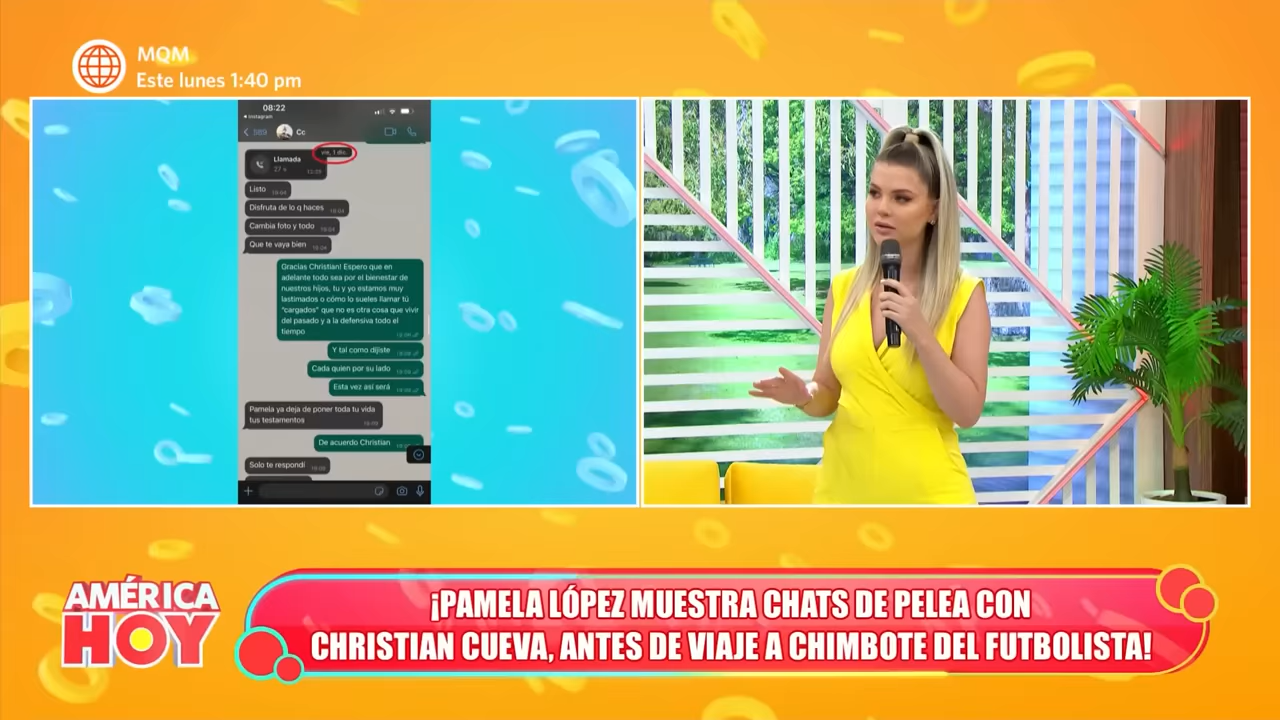 MQM
Este lunes 1:40 pm
08:22
Instagram
589
Cc
vie, 1 dic.
Llamada
27 s
Listo
Disfruta de lo q haces
Cambia foto y todo
Que te vaya bien
Gracias Christian! Espero que en
adelante todo sea por el bienestar de
nuestros hijos, tu y yo estamos muy
lastimados o cómo lo sueles llamar tú
"cargados" que no es otra cosa que vivir
del pasado y a la defensiva todo el
tiempo
Y tal como dijiste
Cada quien por su lado
Esta vez así será
Pamela ya deja de poner toda tu vida
tus testamentos
De acuerdo Christian
Solo te respondí
AMÉRICA
HOY
¡PAMELA LÓPEZ MUESTRA CHATS DE PELEA CON
CHRISTIAN CUEVA, ANTES DE VIAJE A CHIMBOTE DEL FUTBOLISTA!